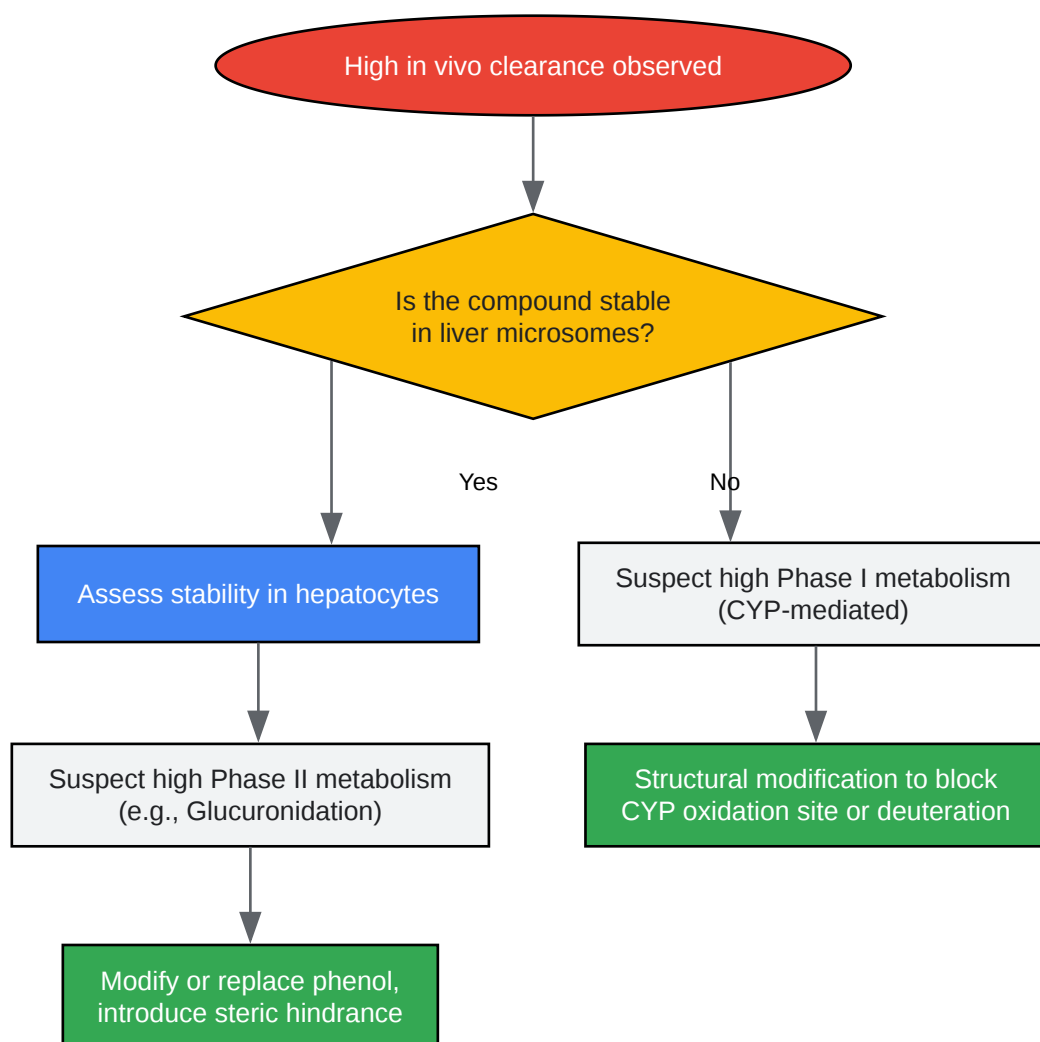 High in vivo clearance observed
Is the compound stable
in liver microsomes?
Yes
No
Assess stability in hepatocytes
Suspect high Phase I metabolism
(CYP-mediated)
Suspect high Phase II metabolism
(e.g., Glucuronidation)
Structural modification to block
CYP oxidation site or deuteration
Modify or replace phenol,
introduce steric hindrance